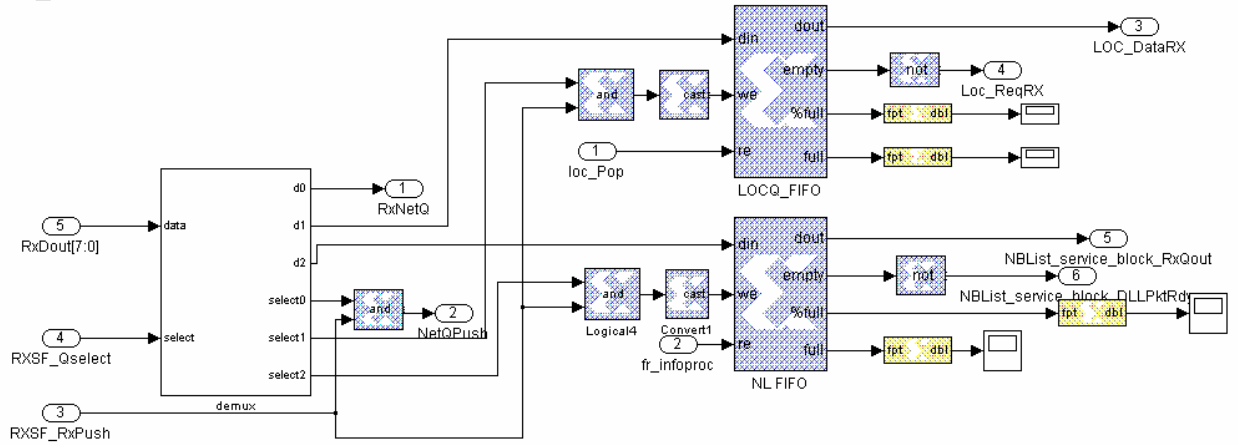 dout
3
LOC_DataRX
din
empty
not
4
Loc_ReqRX
and
cast
we
%full
fpt
dbl
1
loc_Pop
re
full
fpt
dbl
LOCQ_FIFO
d0
1
RxNetQ
5
RxDout[7:0]
data
d1
d2
din
dout
5
NBList_service_block_RxQout
empty
not
6
NBList_service_block_DLLPktRdy
select0
and
2
NetQPush
and
Logical4
cast
Convert1
we
%full
fpt
dbl
4
RXSF_Qselect
select
select1
2
fr_infoproc
re
full
fpt
dbl
NL FIFO
select2
demux
3
RXSF_RxPush